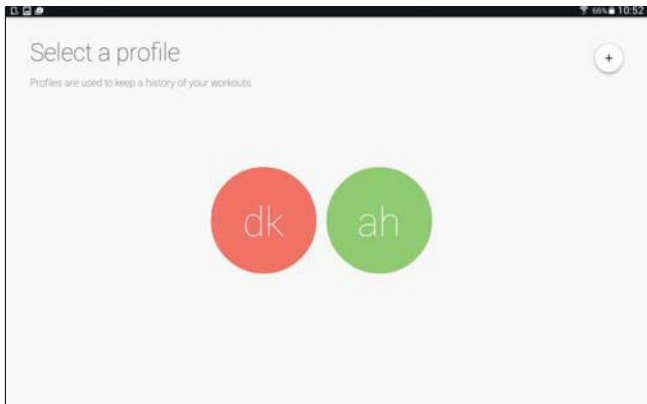 66% 10:52
Select a profile
+
Profiles are used to keep a history of your workouts
dk ah